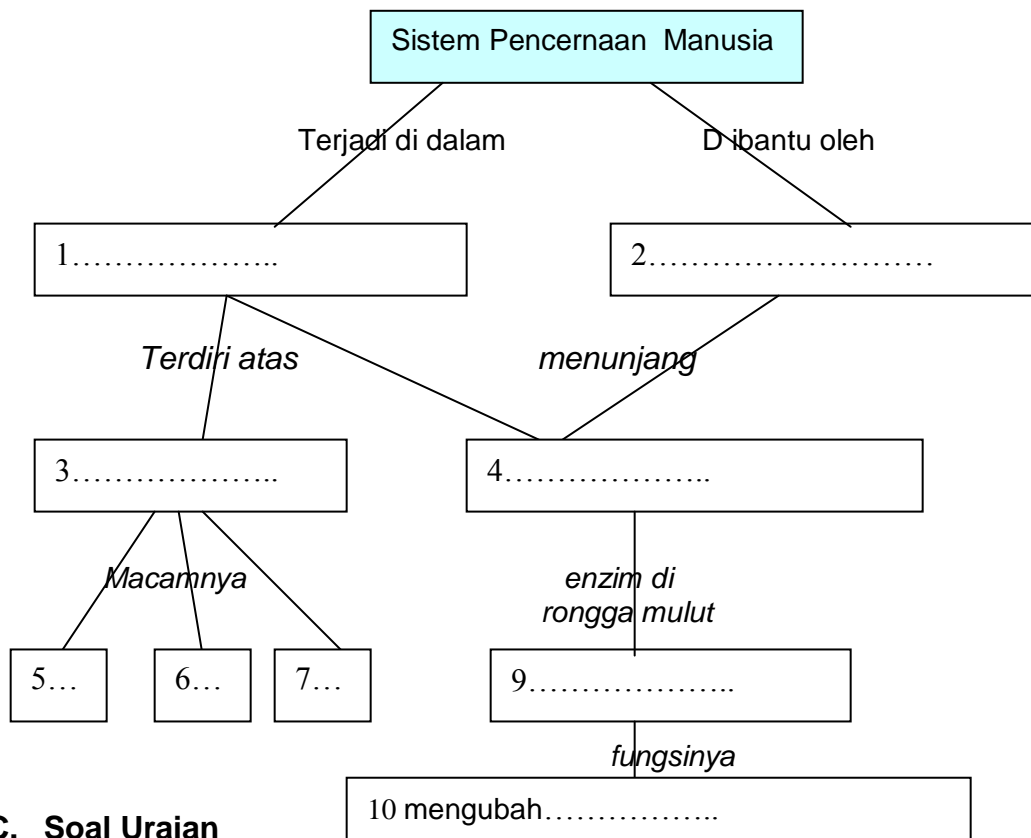 Sistem Pencernaan Manusia
Terjadi di dalam
D ibantu oleh
1………………..
2………………………
Terdiri atas
menunjang
3………………..
4………………..
Macamnya
enzim di
rongga mulut
5…
6…
7…
9………………..
fungsinya
10 mengubah……………..
C. Soal Uraian